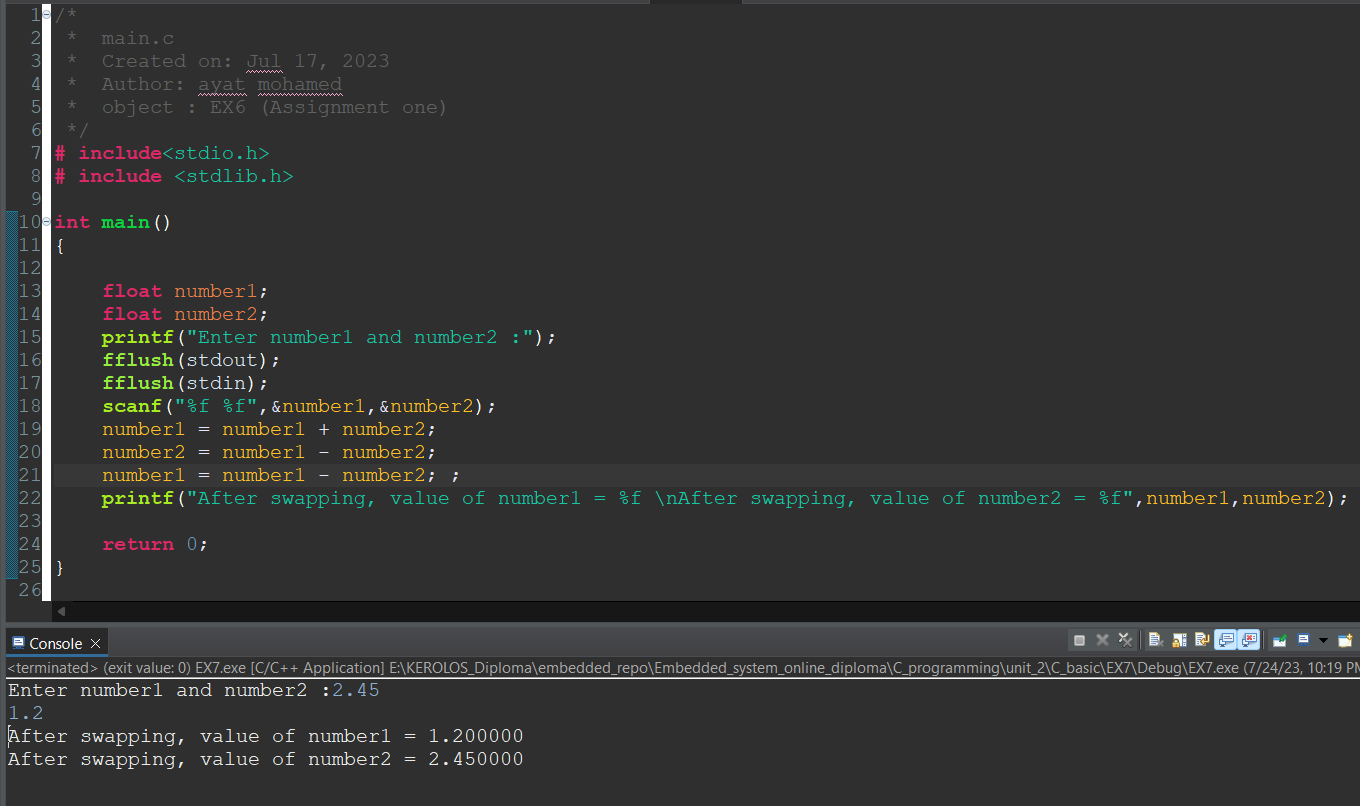 1 /*
2 *  main.c
3 *  Created on: Jul 17, 2023
4 *  Author: ayat mohamed
5 *  object : EX6 (Assignment one)
6 */
7 # include<stdio.h>
8 # include <stdlib.h>
9
10 int main()
11 {
12
13     float number1;
14     float number2;
15     printf("Enter number1 and number2 :");
16     fflush(stdout);
17     fflush(stdin);
18     scanf("%f %f",&number1,&number2);
19     number1 = number1 + number2;
20     number2 = number1 - number2;
21     number1 = number1 - number2; ;
22     printf("After swapping, value of number1 = %f \nAfter swapping, value of number2 = %f",number1,number2);
23
24     return 0;
25 }
26
Console
<terminated> (exit value: 0) EX7.exe [C/C++ Application] E:\KEROLOS_Diploma\embedded_repo\Embedded_system_online_diploma\C_programming\unit_2\C_basic\EX7\Debug\EX7.exe (7/24/23, 10:19 PM
Enter number1 and number2 :2.45
1.2
After swapping, value of number1 = 1.200000
After swapping, value of number2 = 2.450000